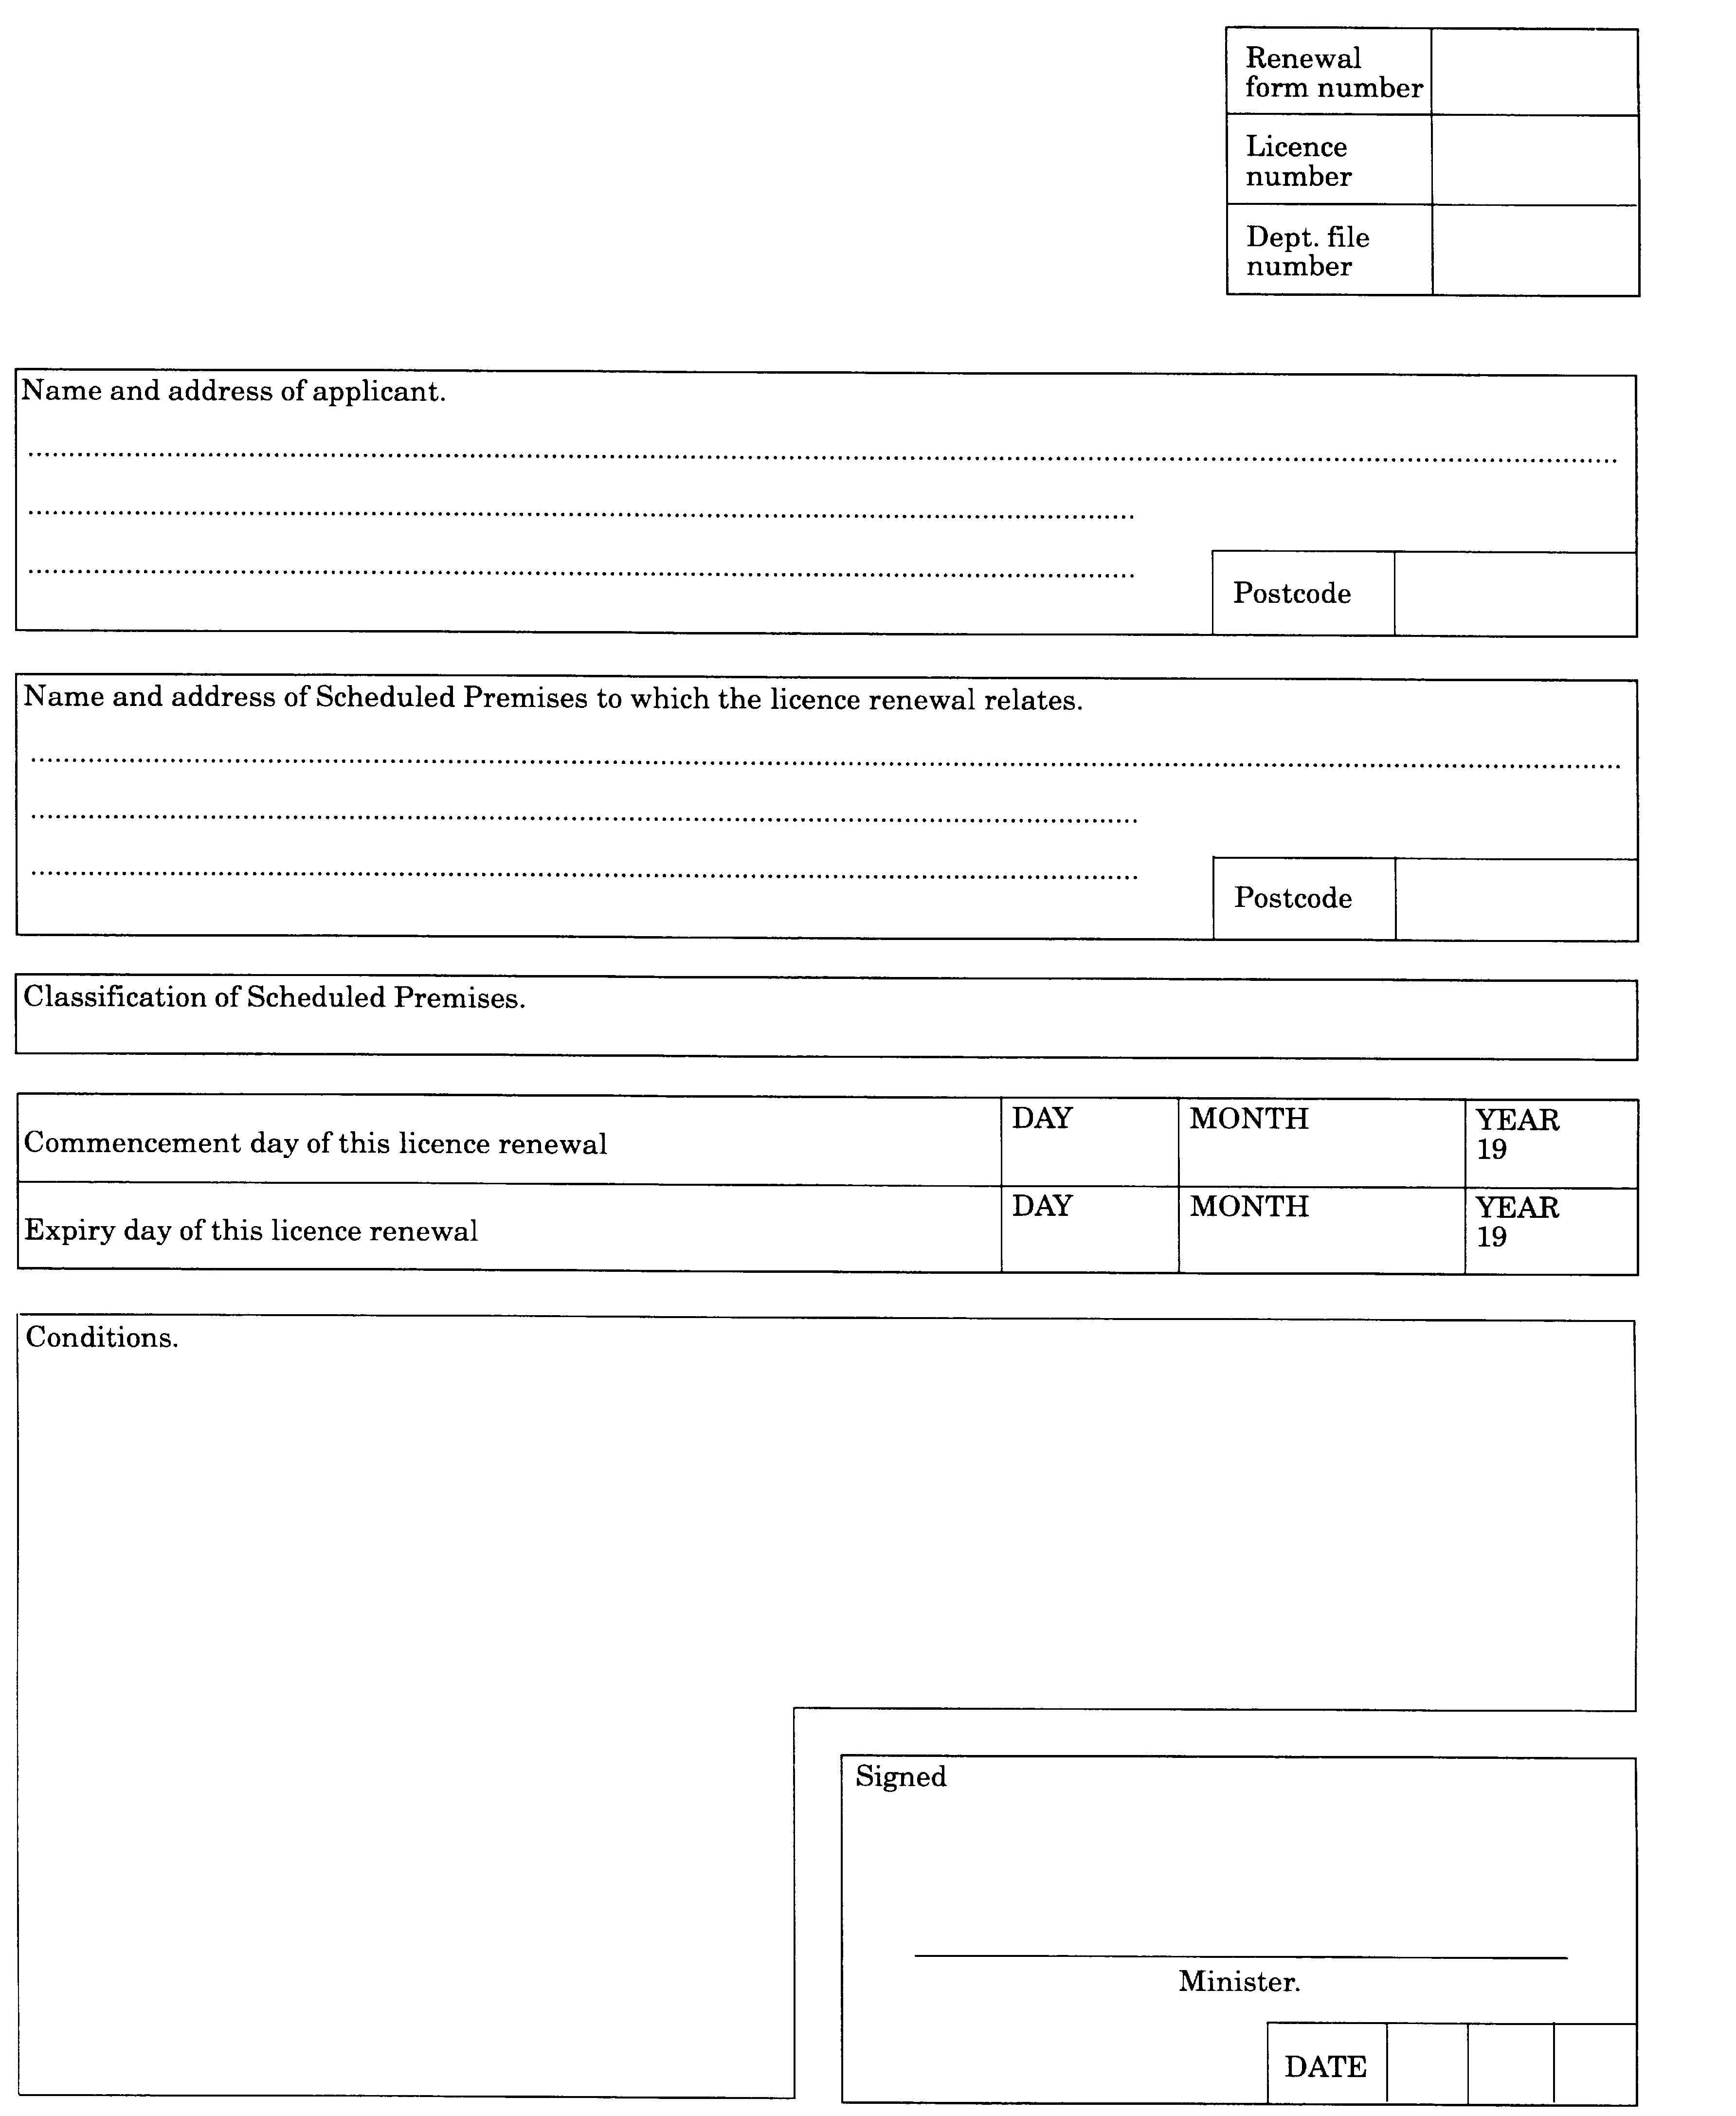 Renewal
form number
Licence
number
Dept. file
number
Name and address of applicant.
Postcode
Name and address of Scheduled Premises to which the licence renewal relates.
Postcode
Classification of Scheduled Premises.
Commencement day of this licence renewal
DAY
MONTH
YEAR
19
Expiry day of this licence renewal
DAY
MONTH
YEAR
19
Conditions.
Signed
Minister.
DATE